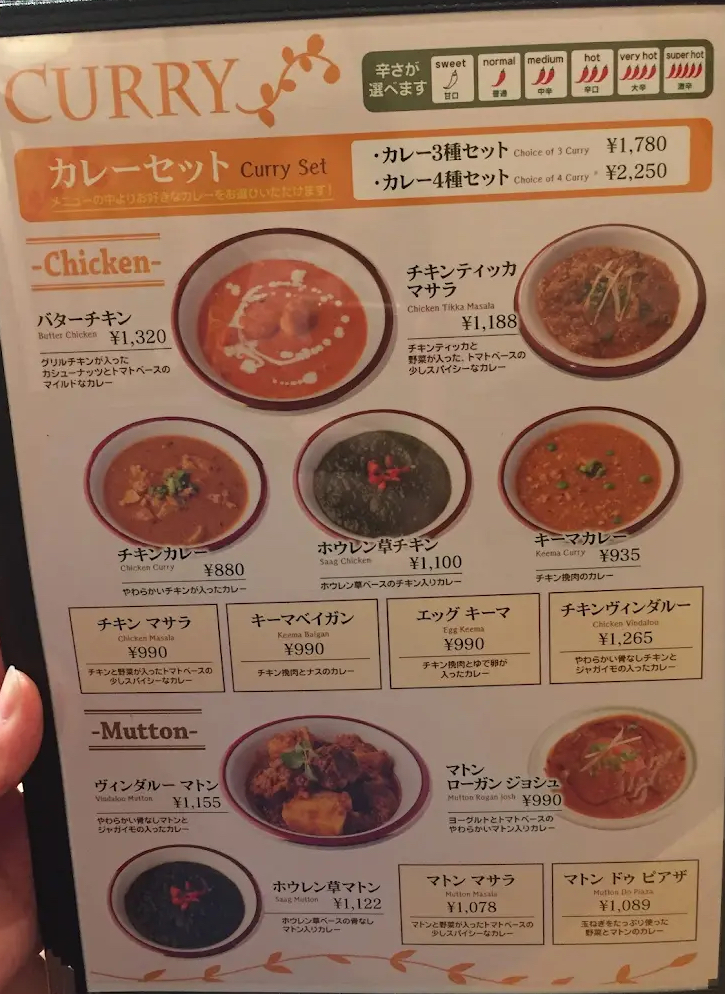 CURRY
辛さが
選べます
sweet
甘口
normal
普通
medium
中辛
hot
辛口
very hot
大辛
super hot
激辛
カレーセット Curry Set
メニューの中よりお好きなカレーをお選びいただけます!
・カレー3種セット Choice of 3 Curry ¥1,780
・カレー4種セット Choice of 4 Curry ¥2,250
-Chicken-
バターチキン
Butter Chicken ¥1,320
グリルチキンが入った
カシューナッツとトマトベースの
マイルドなカレー
チキンティッカ
マサラ
Chicken Tikka Masala
¥1,188
チキンティッカと
野菜が入った、トマトベースの
少しスパイシーなカレー
チキンカレー
Chicken Curry ¥880
やわらかいチキンが入ったカレー
ホウレン草チキン
Saag Chicken ¥1,100
ホウレン草ベースのチキン入りカレー
キーマカレー
Keema Curry ¥935
チキン挽肉のカレー
チキン マサラ
Chicken Masala
¥990
チキンと野菜が入ったトマトベースの
少しスパイシーなカレー
キーマベイガン
Keema Baigan
¥990
チキン挽肉とナスのカレー
エッグ キーマ
Egg Keema
¥990
チキン挽肉とゆで卵が
入ったカレー
チキンヴィンダルー
Chicken Vindaloo
¥1,265
やわらかい骨なしチキンと
ジャガイモの入ったカレー
-Mutton-
ヴィンダルー マトン
Vindaloo Mutton ¥1,155
やわらかい骨なしマトンと
ジャガイモの入ったカレー
マトン
ローガン ジョシュ
Mutton Rogan Josh ¥990
ヨーグルトとトマトベースの
やわらかいマトン入りカレー
ホウレン草マトン
Saag Mutton ¥1,122
ホウレン草ベースの骨なし
マトン入りカレー
マトン マサラ
Mutton Masala
¥1,078
マトンと野菜が入ったトマトベースの
少しスパイシーなカレー
マトン ドゥ ピアザ
Mutton Do Piaza
¥1,089
玉ねぎをたっぷり使った
野菜とマトンのカレー